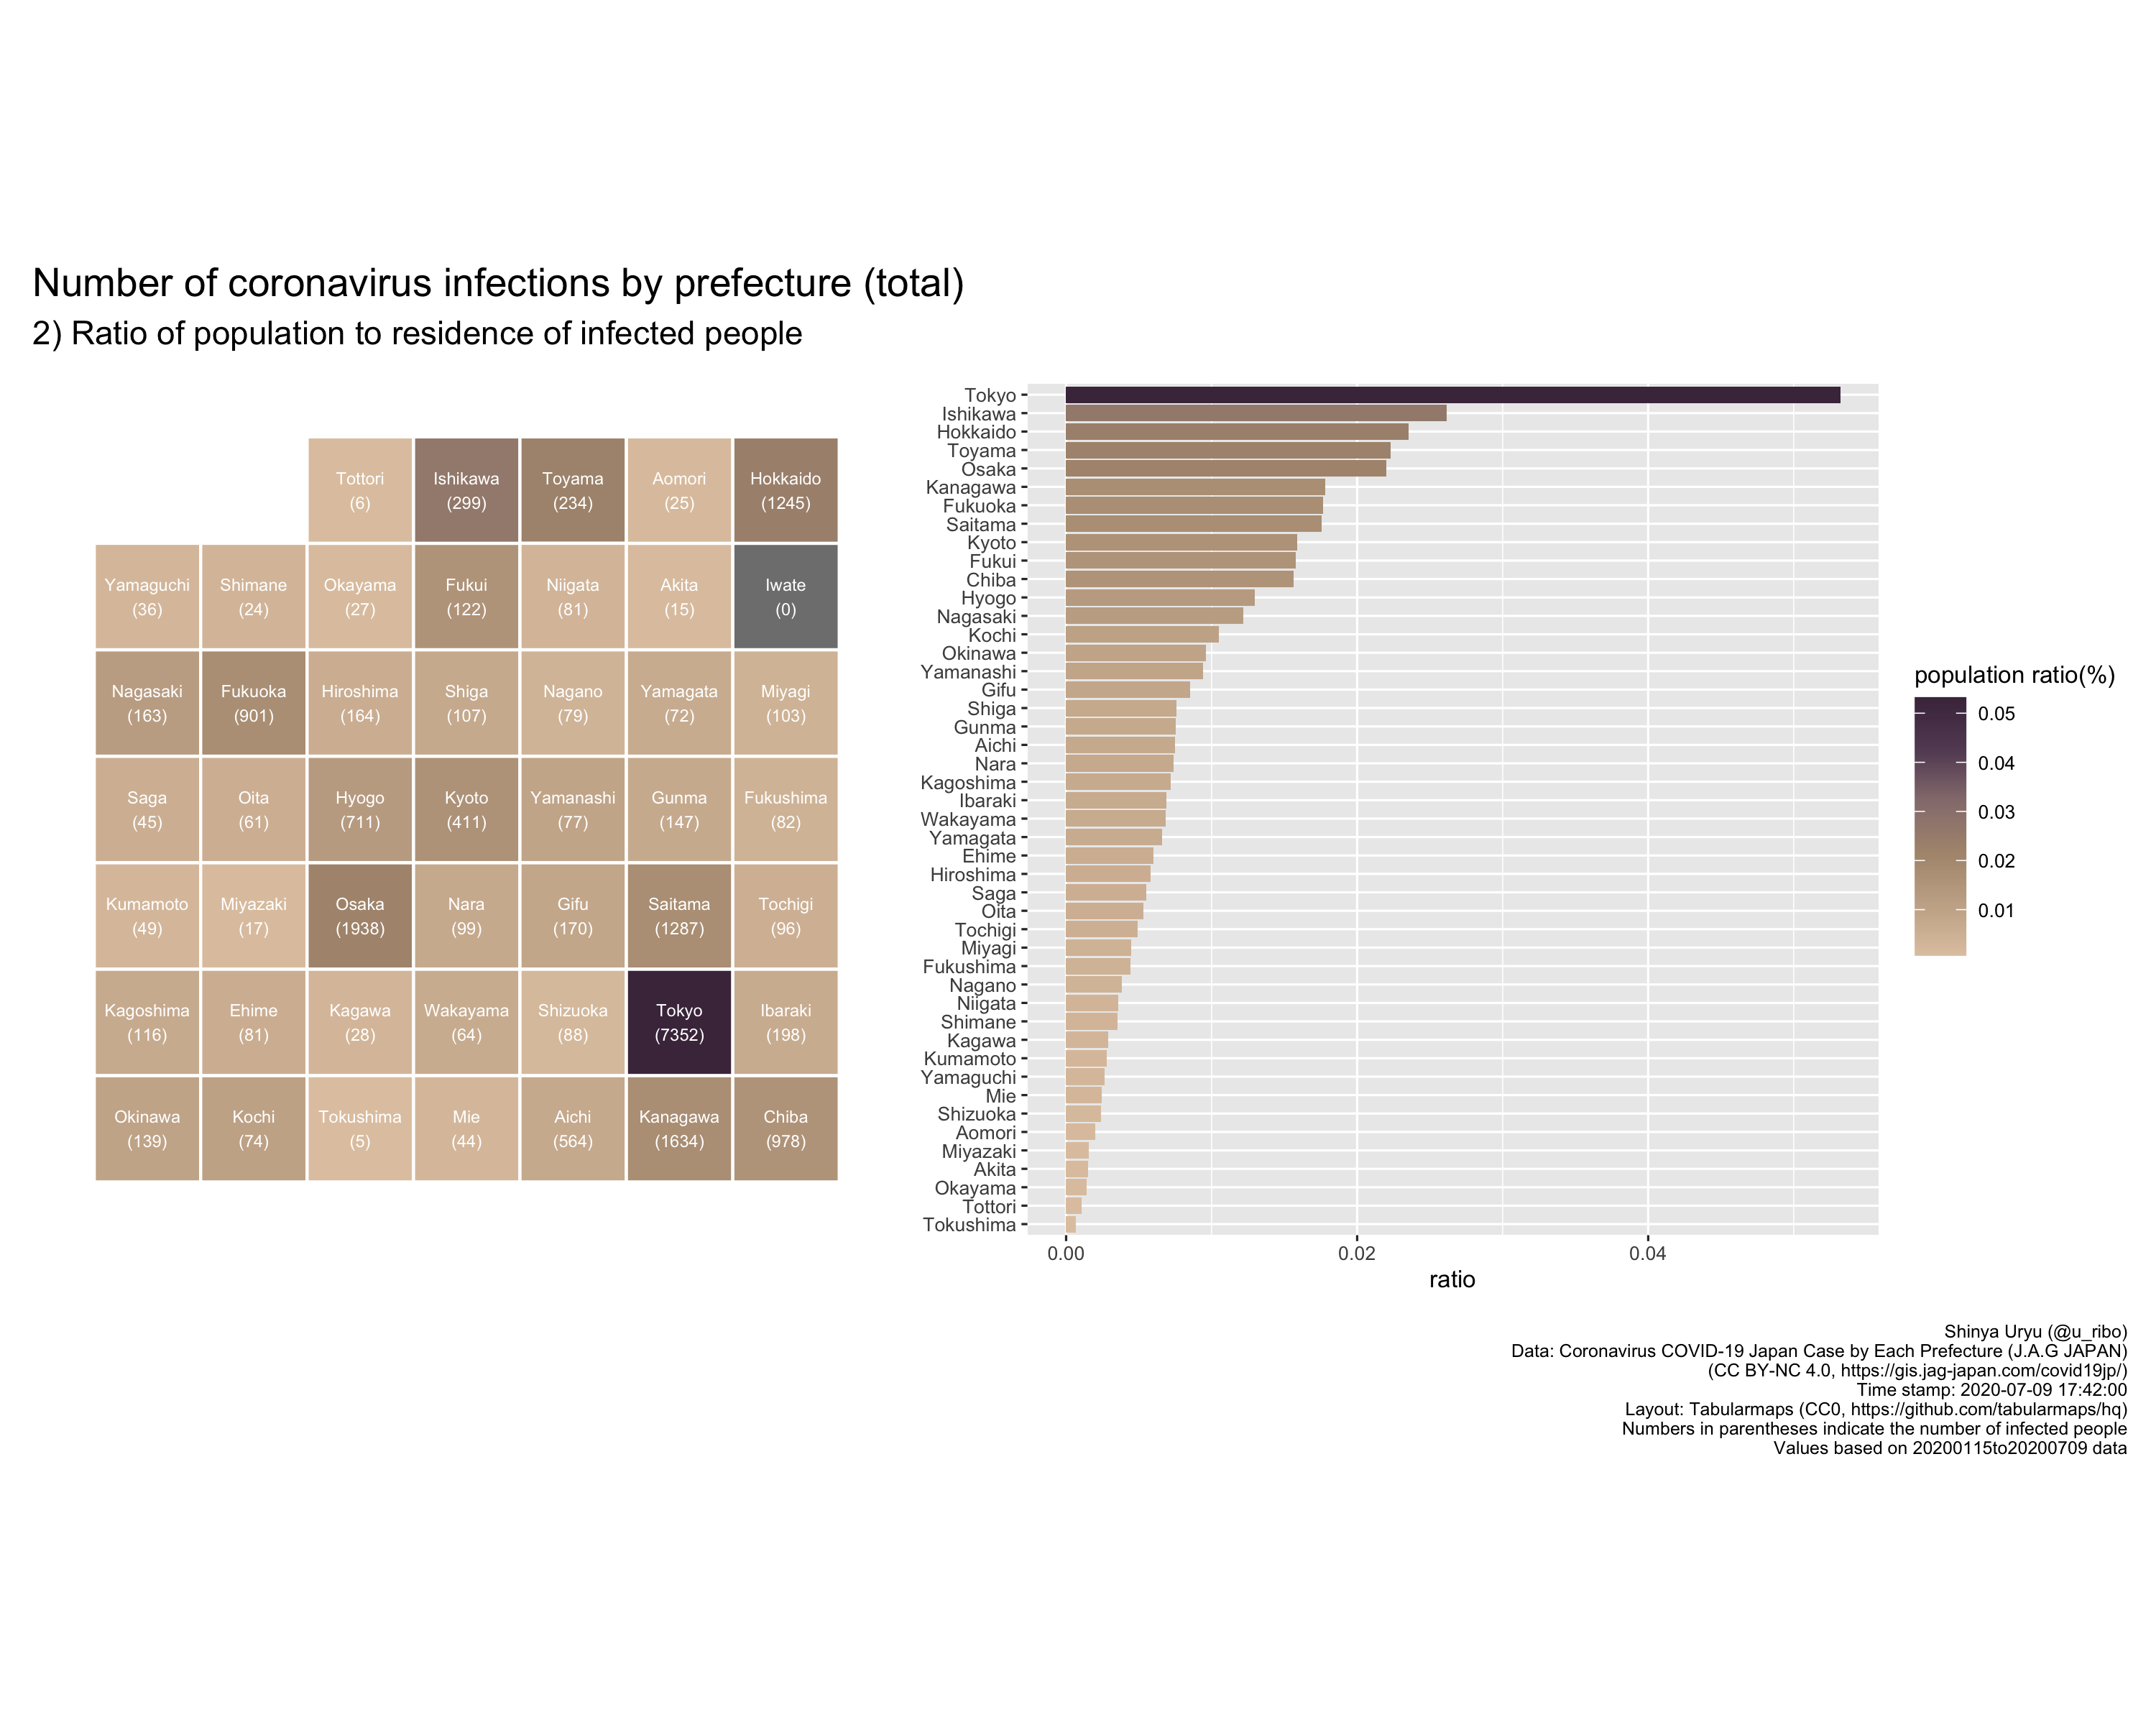 Number of coronavirus infections by prefecture (total)
2) Ratio of population to residence of infected people
Tottori
(6)
Ishikawa
(299)
Toyama
(234)
Aomori
(25)
Hokkaido
(1245)
Yamaguchi
(36)
Shimane
(24)
Okayama
(27)
Fukui
(122)
Niigata
(81)
Akita
(15)
Iwate
(0)
Nagasaki
(163)
Fukuoka
(901)
Hiroshima
(164)
Shiga
(107)
Nagano
(79)
Yamagata
(72)
Miyagi
(103)
Saga
(45)
Oita
(61)
Hyogo
(711)
Kyoto
(411)
Yamanashi
(77)
Gunma
(147)
Fukushima
(82)
Kumamoto
(49)
Miyazaki
(17)
Osaka
(1938)
Nara
(99)
Gifu
(170)
Saitama
(1287)
Tochigi
(96)
Kagoshima
(116)
Ehime
(81)
Kagawa
(28)
Wakayama
(64)
Shizuoka
(88)
Tokyo
(7352)
Ibaraki
(198)
Okinawa
(139)
Kochi
(74)
Tokushima
(5)
Mie
(44)
Aichi
(564)
Kanagawa
(1634)
Chiba
(978)
Tokyo
Ishikawa
Hokkaido
Toyama
Osaka
Kanagawa
Fukuoka
Saitama
Kyoto
Fukui
Chiba
Hyogo
Nagasaki
Kochi
Okinawa
Yamanashi
Gifu
Shiga
Gunma
Aichi
Nara
Kagoshima
Ibaraki
Wakayama
Yamagata
Ehime
Hiroshima
Saga
Oita
Tochigi
Miyagi
Fukushima
Nagano
Niigata
Shimane
Kagawa
Kumamoto
Yamaguchi
Mie
Shizuoka
Aomori
Miyazaki
Akita
Okayama
Tottori
Tokushima
0.00 0.02 0.04
ratio
population ratio(%)
0.05
0.04
0.03
0.02
0.01
Shinya Uryu (@u_ribo)
Data: Coronavirus COVID-19 Japan Case by Each Prefecture (J.A.G JAPAN)
(CC BY-NC 4.0, https://gis.jag-japan.com/covid19jp/)
Time stamp: 2020-07-09 17:42:00
Layout: Tabularmaps (CC0, https://github.com/tabularmaps/hq)
Numbers in parentheses indicate the number of infected people
Values based on 20200115to20200709 data